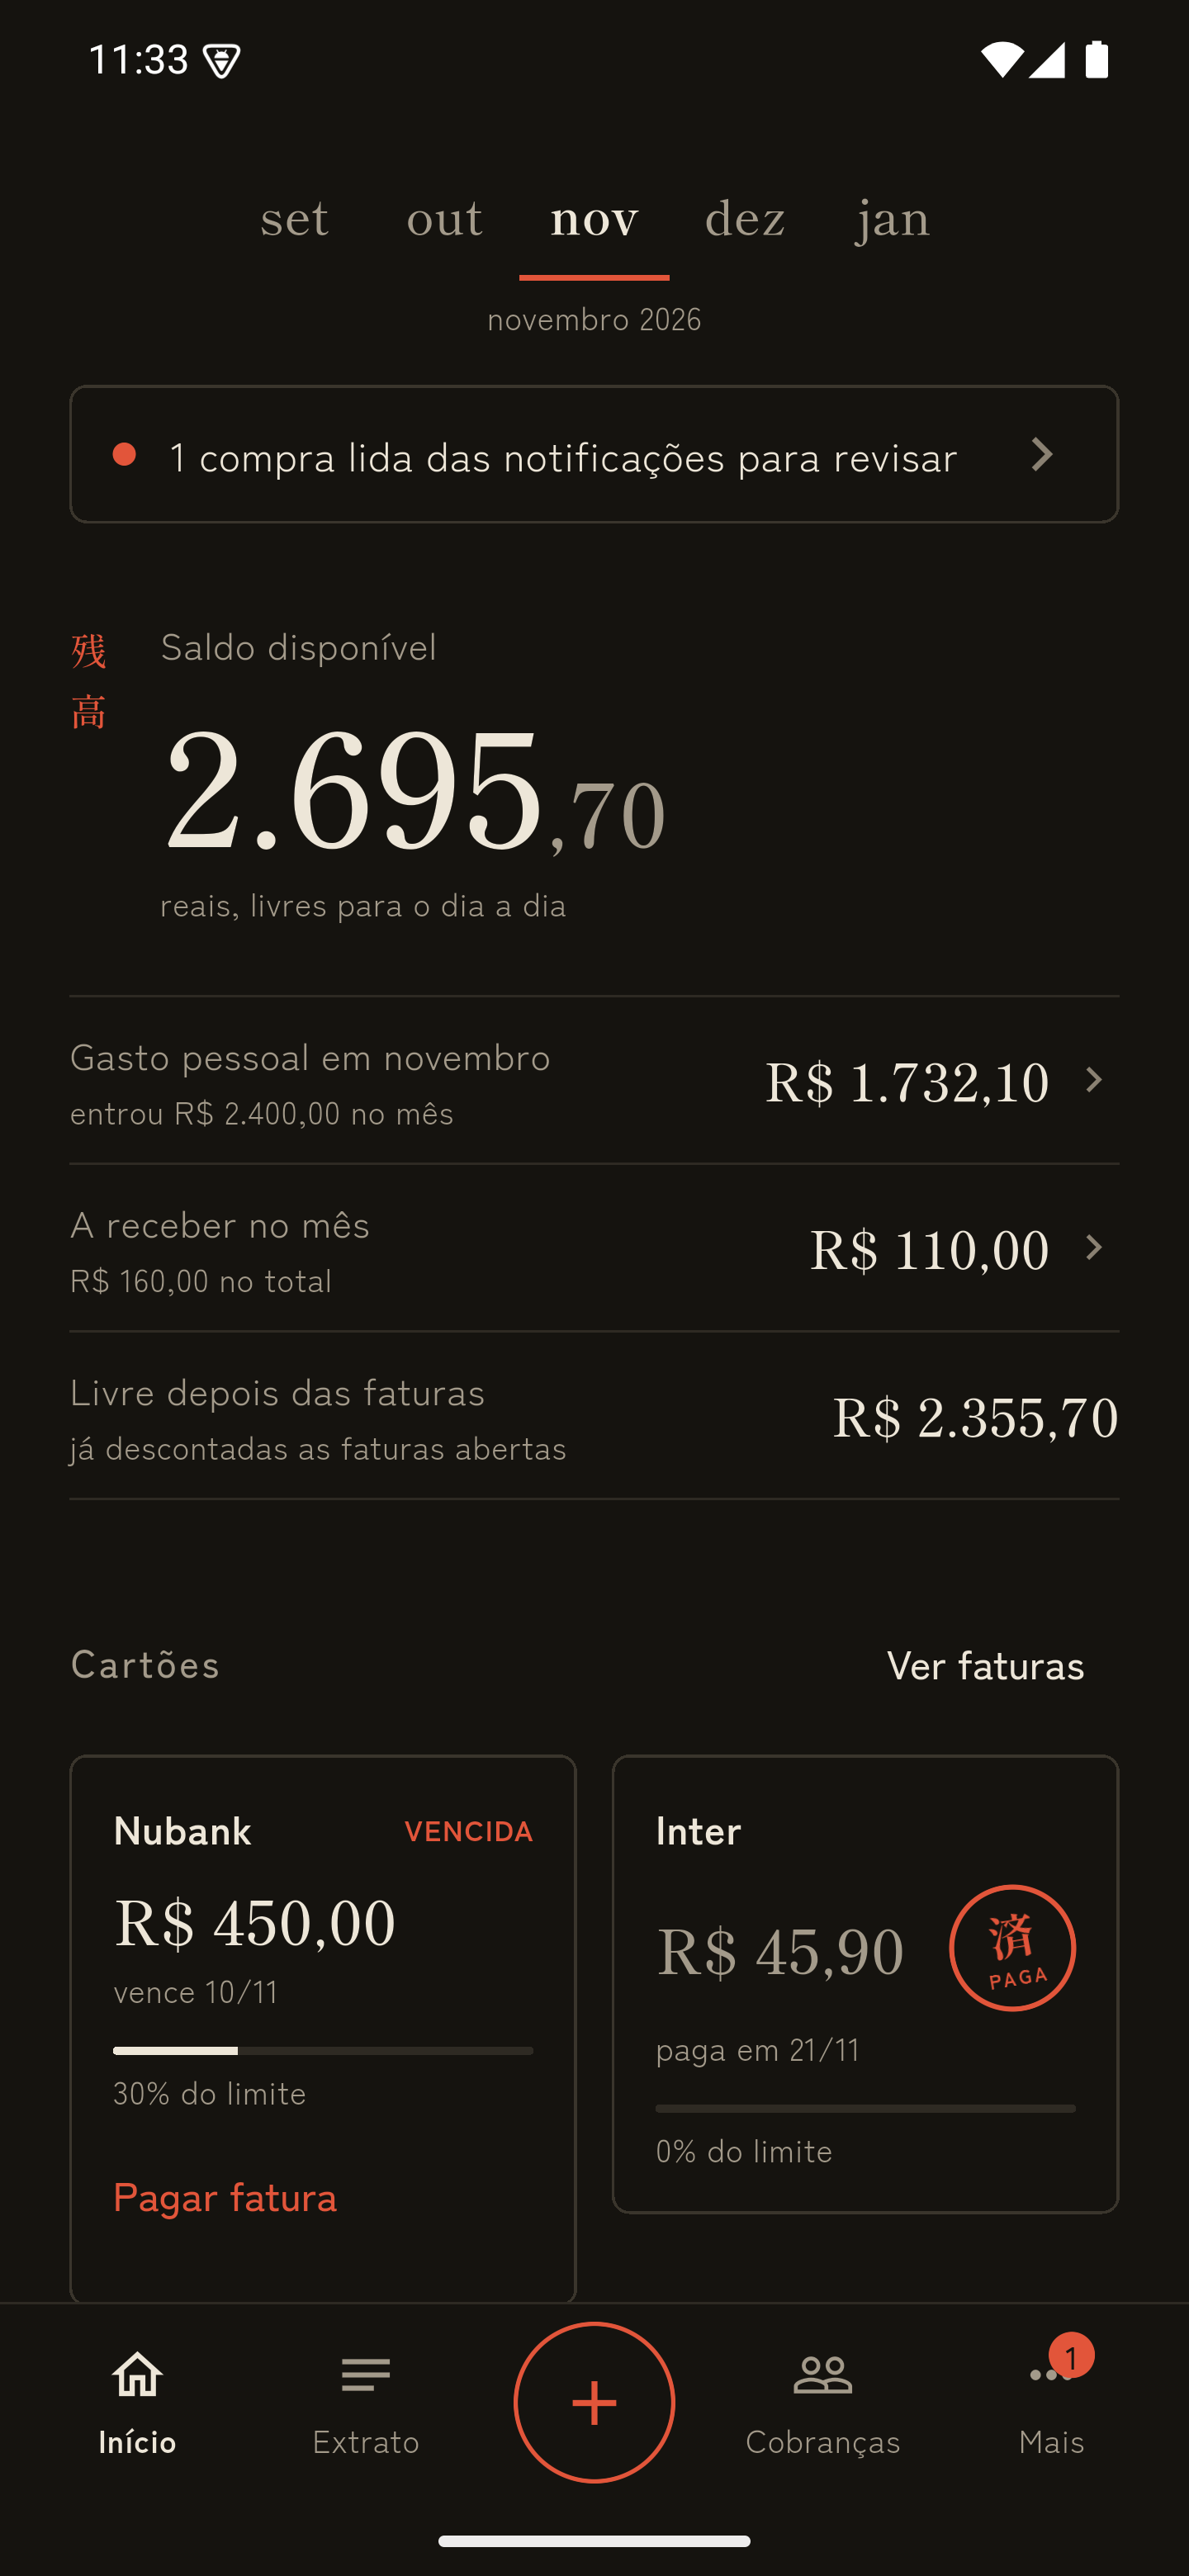 11:33
set out nov dez jan
novembro 2026
1 compra lida das notificações para revisar
残高
Saldo disponível
2.695,70
reais, livres para o dia a dia
Gasto pessoal em novembro
R$ 1.732,10
entrou R$ 2.400,00 no mês
A receber no mês
R$ 110,00
R$ 160,00 no total
Livre depois das faturas
R$ 2.355,70
já descontadas as faturas abertas
Cartões
Ver faturas
Nubank
VENCIDA
R$ 450,00
vence 10/11
30% do limite
Pagar fatura
Inter
R$ 45,90
済
PAGA
paga em 21/11
0% do limite
Início
Extrato
+
Cobranças
1
Mais